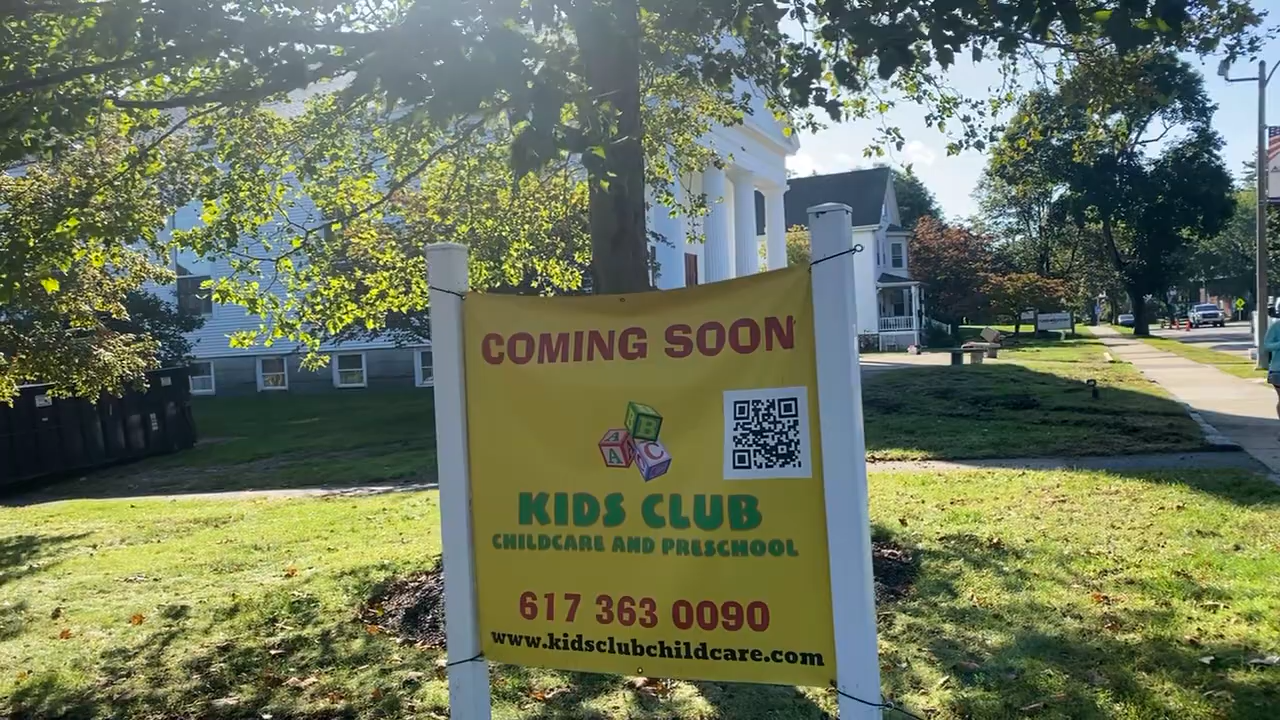 COMING SOON
A
A
B
C
KIDS CLUB
CHILDCARE AND PRESCHOOL
617 363 0090
www.kidsclubchildcare.com